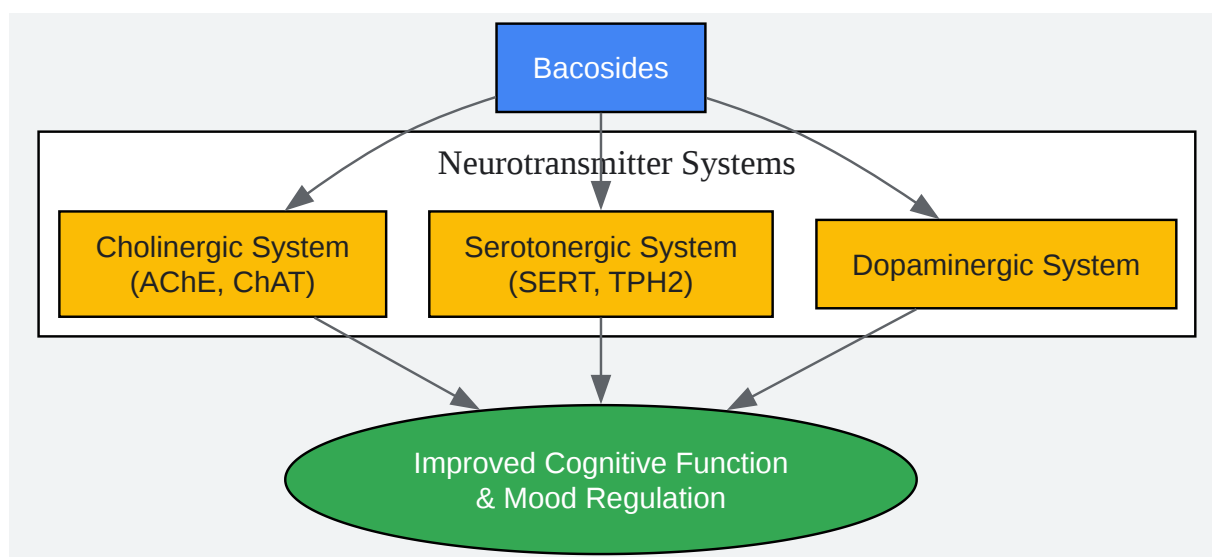 Bacosides
Neurotransmitter Systems
Cholinergic System
(AChE, ChAT)
Serotonergic System
(SERT, TPH2)
Dopaminergic System
Improved Cognitive Function
& Mood Regulation